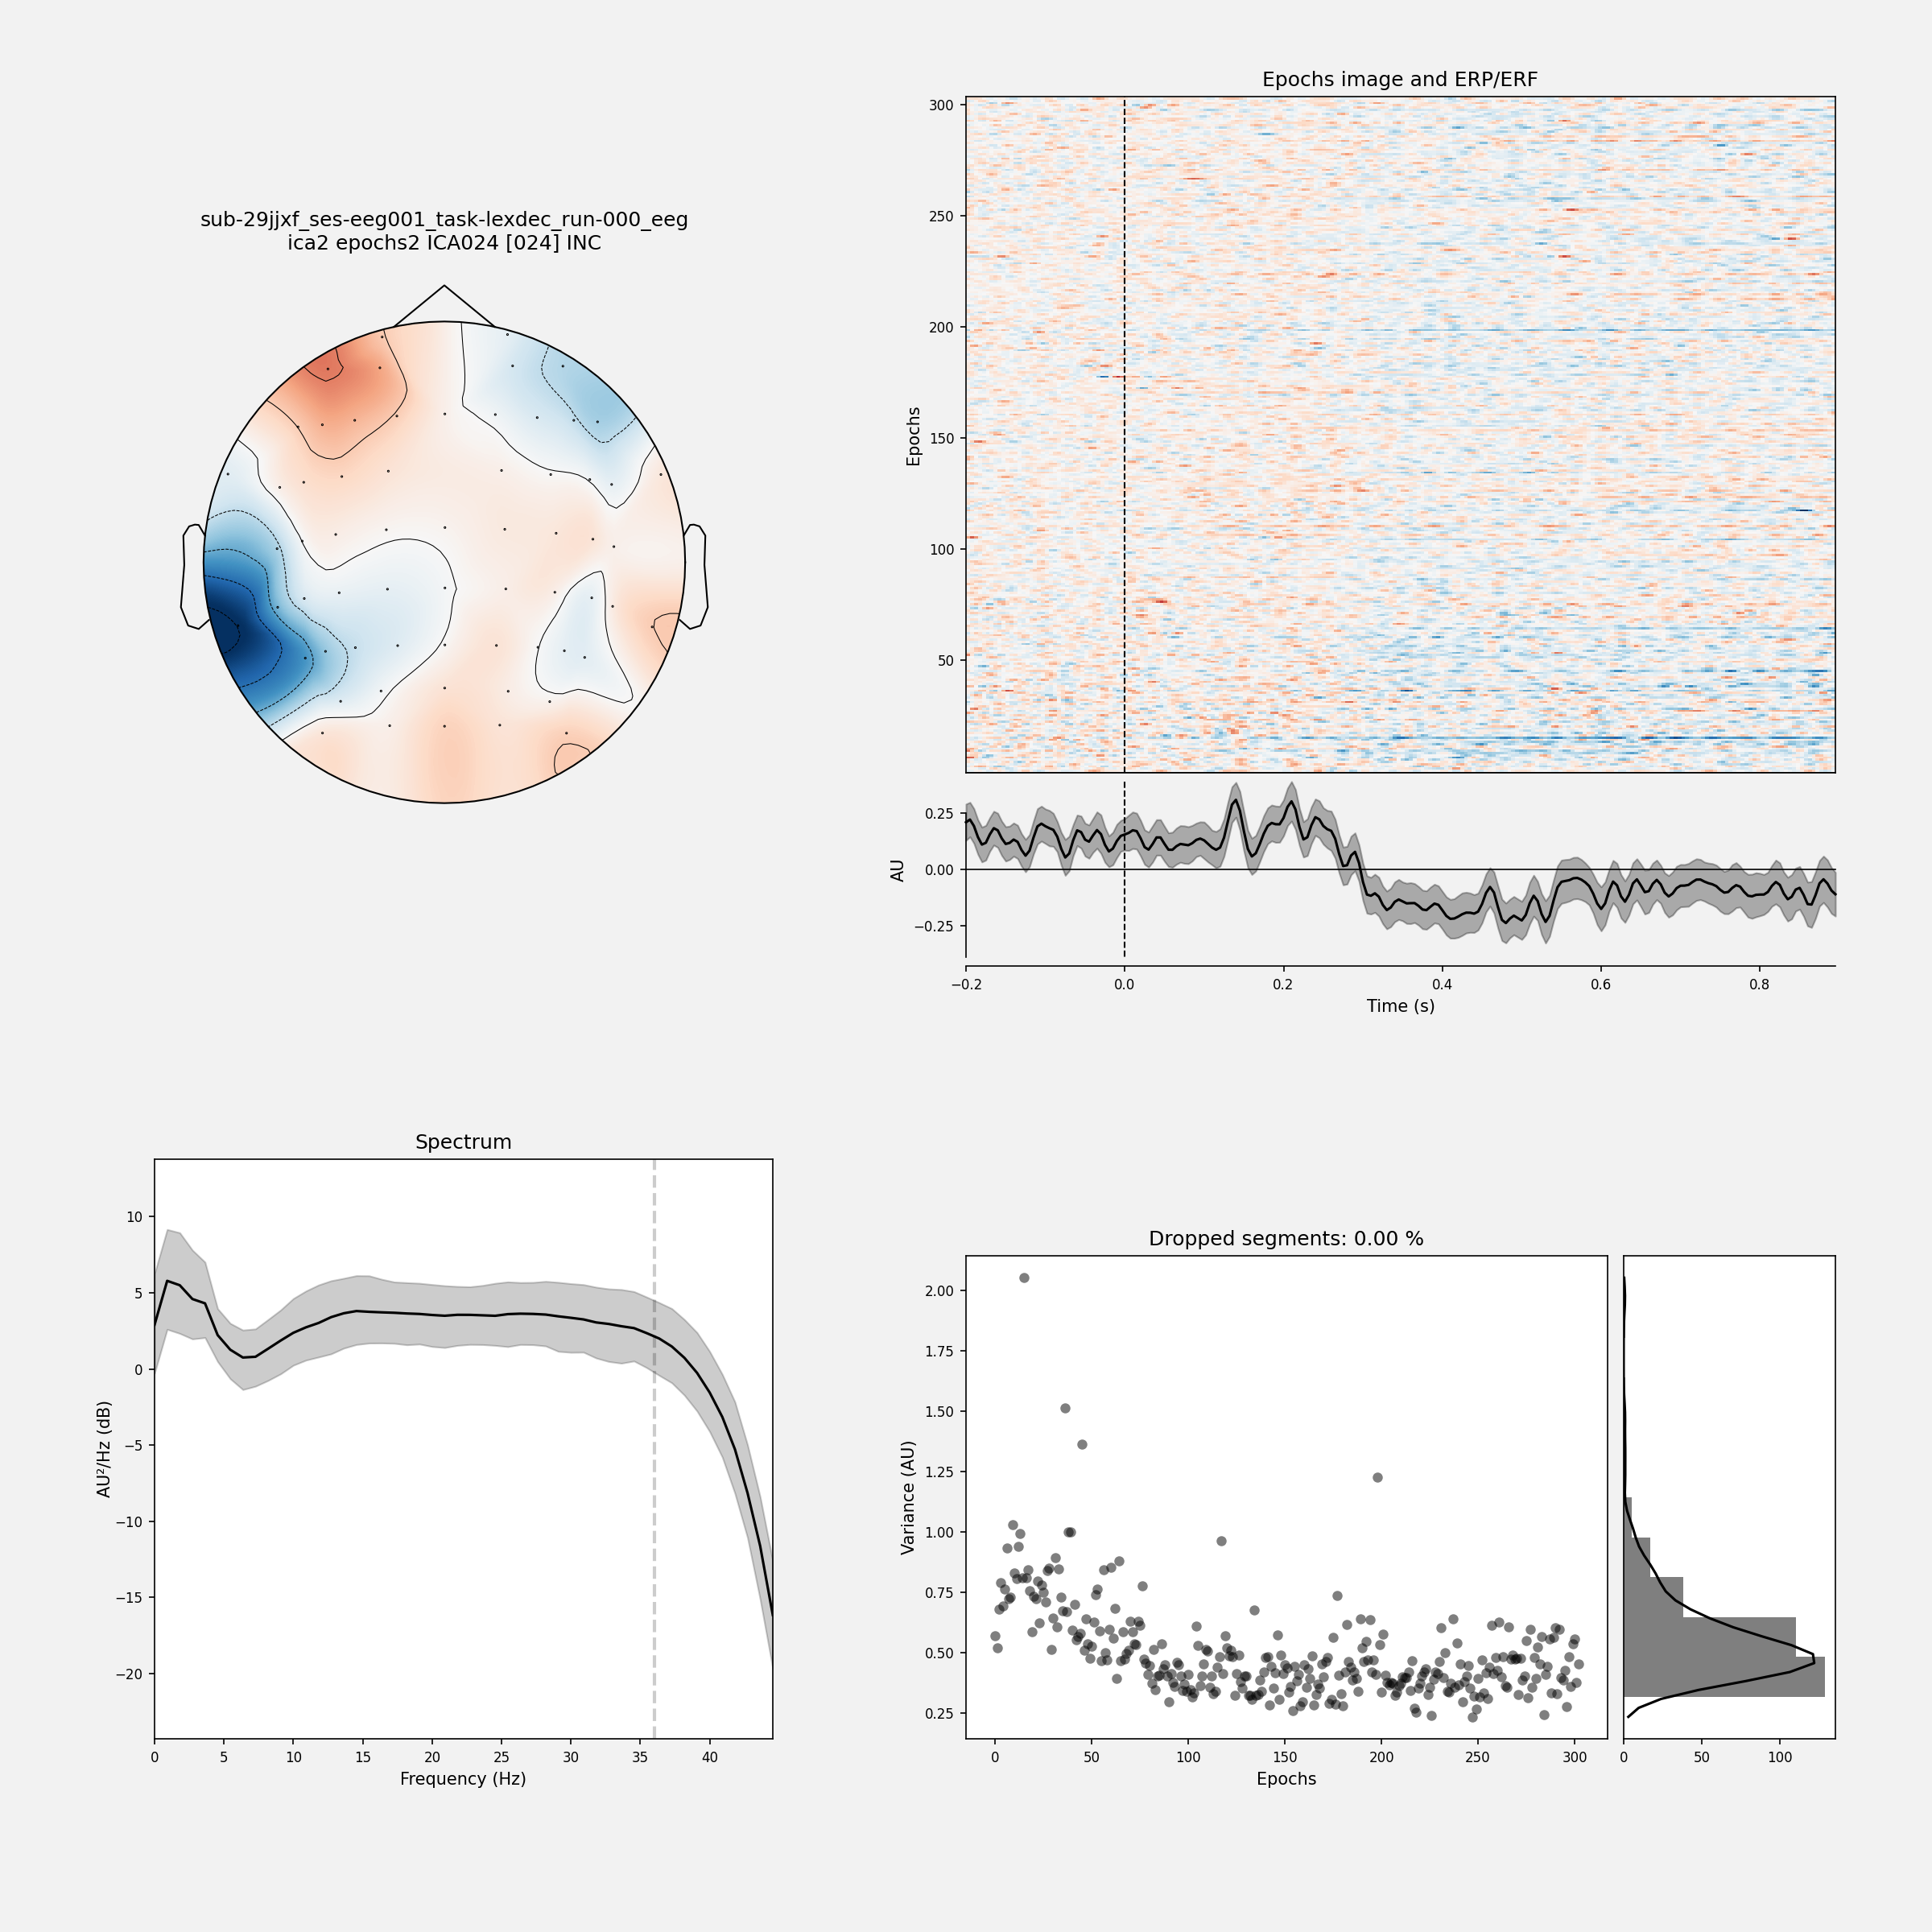 sub-29jjxf_ses-eeg001_task-lexdec_run-000_eeg
ica2 epochs2 ICA024 [024] INC
Epochs image and ERP/ERF
300
250
200
150
100
50
Epochs
0.25
0.00
−0.25
AU
−0.2 0.0 0.2 0.4 0.6 0.8
Time (s)
Spectrum
10
5
0
−5
−10
−15
−20
AU²/Hz (dB)
0 5 10 15 20 25 30 35 40
Frequency (Hz)
Dropped segments: 0.00 %
2.00
1.75
1.50
1.25
1.00
0.75
0.50
0.25
Variance (AU)
0 50 100 150 200 250 300
Epochs
0 50 100